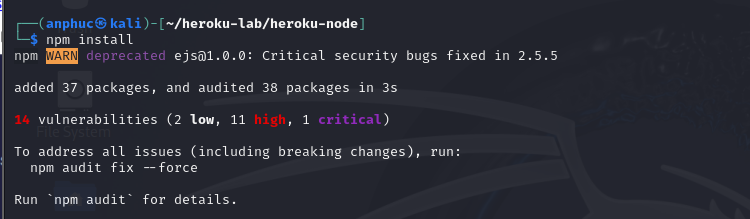 (anphuc㉿kali)-[~/heroku-lab/heroku-node]
$ npm install
npm WARN deprecated ejs@1.0.0: Critical security bugs fixed in 2.5.5
added 37 packages, and audited 38 packages in 3s
14 vulnerabilities (2 low, 11 high, 1 critical)
File System
To address all issues (including breaking changes), run:
npm audit fix --force
Run `npm audit` for details.